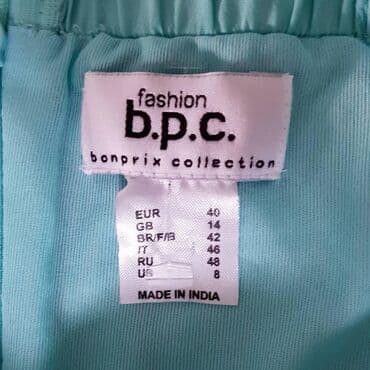 fashion
b.p.c.
bonprix collection
EUR 40
GB 14
BR/F/B 42
IT 46
RU 48
US 8
MADE IN INDIA